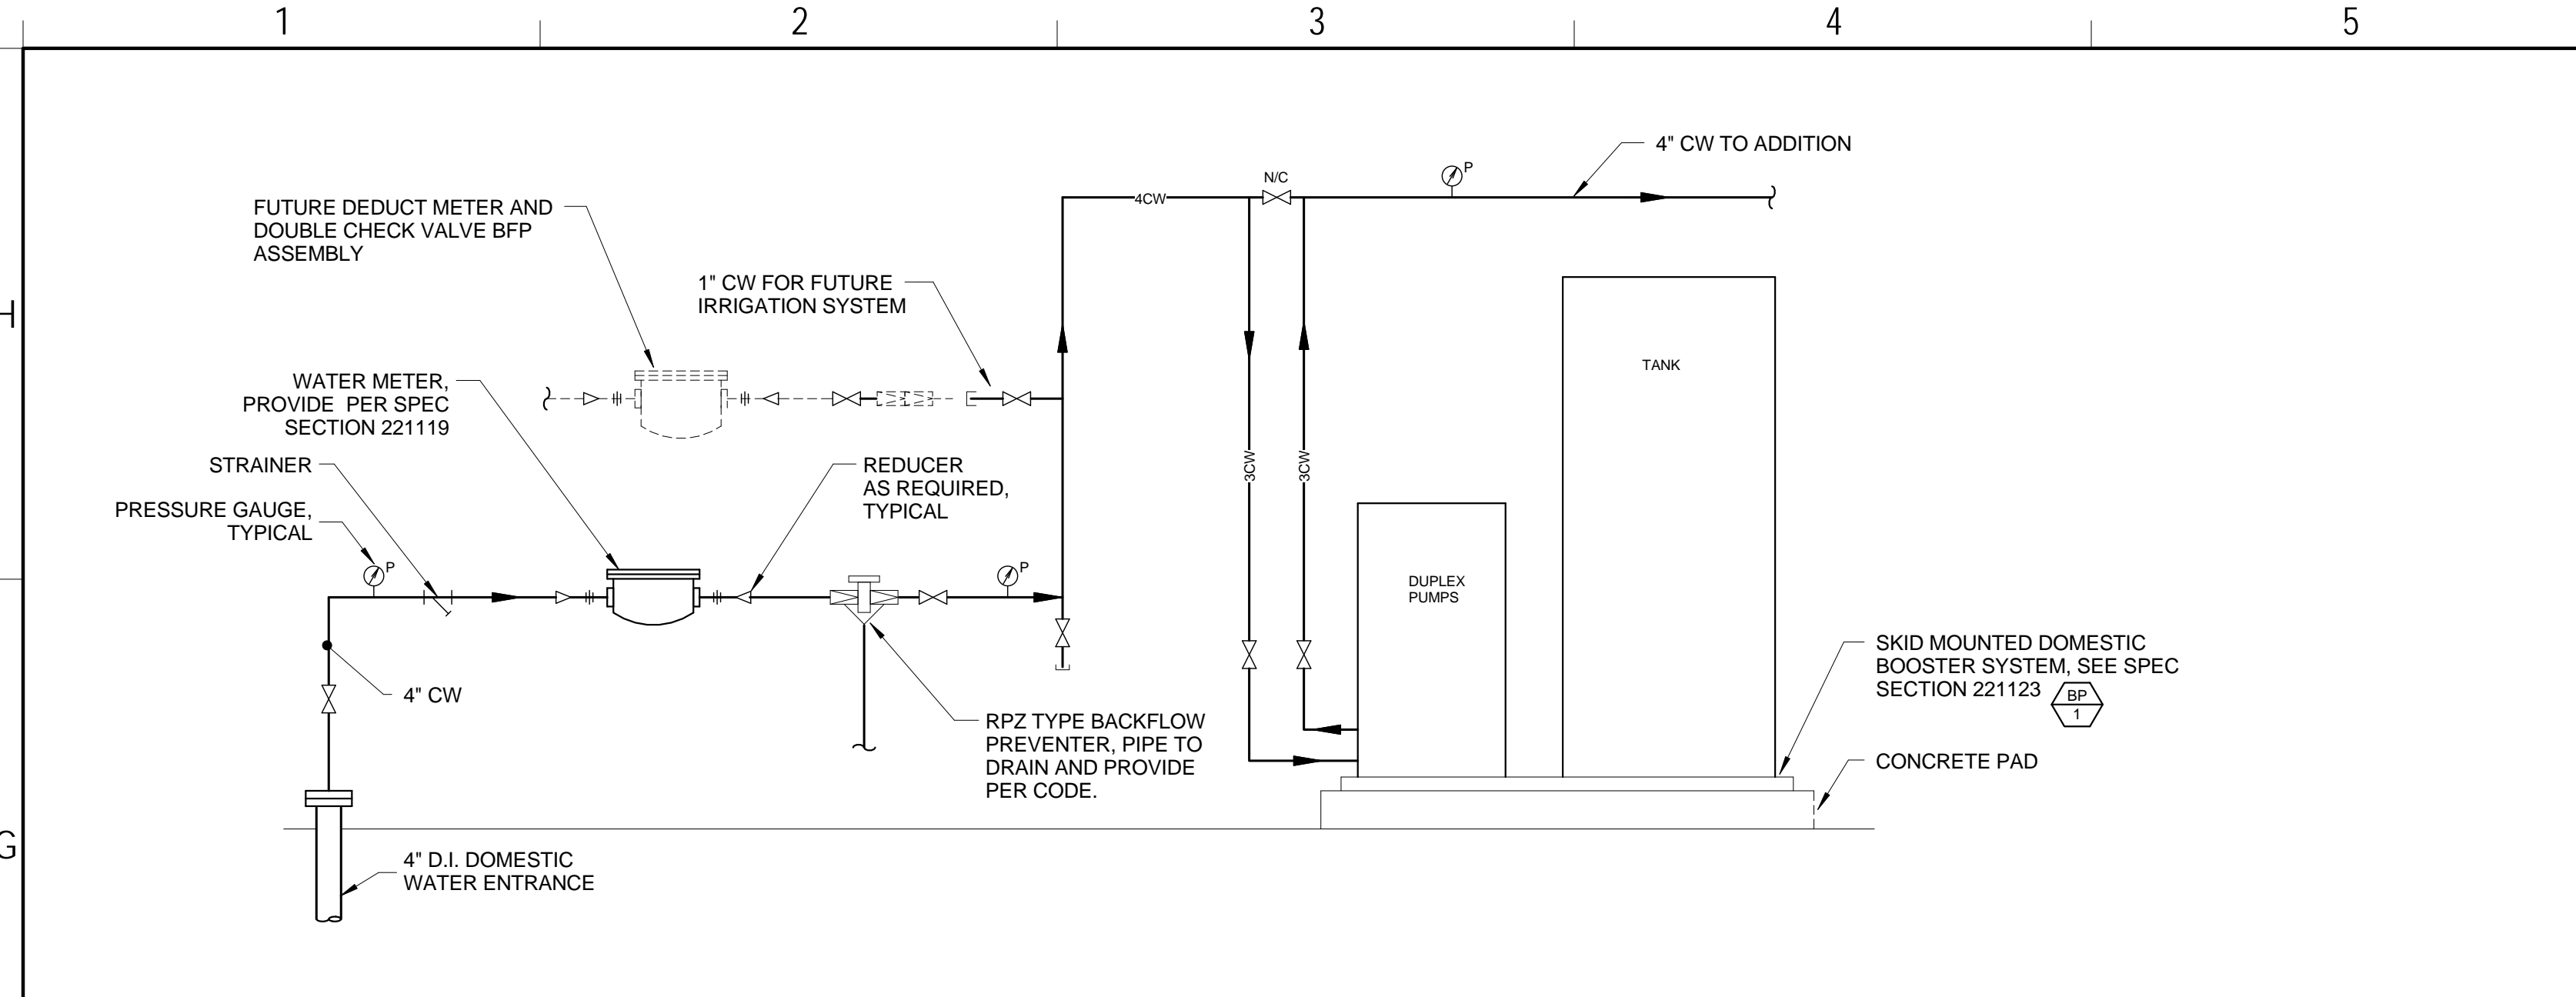 1
2
3
4
5
H
G
4" CW TO ADDITION
P
N/C
4CW
FUTURE DEDUCT METER AND
DOUBLE CHECK VALVE BFP
ASSEMBLY
1" CW FOR FUTURE
IRRIGATION SYSTEM
TANK
WATER METER,
PROVIDE PER SPEC
SECTION 221119
STRAINER
PRESSURE GAUGE,
TYPICAL
P
REDUCER
AS REQUIRED,
TYPICAL
P
3CW
3CW
DUPLEX
PUMPS
4" CW
RPZ TYPE BACKFLOW
PREVENTER, PIPE TO
DRAIN AND PROVIDE
PER CODE.
SKID MOUNTED DOMESTIC
BOOSTER SYSTEM, SEE SPEC
SECTION 221123
BP
1
CONCRETE PAD
4" D.I. DOMESTIC
WATER ENTRANCE